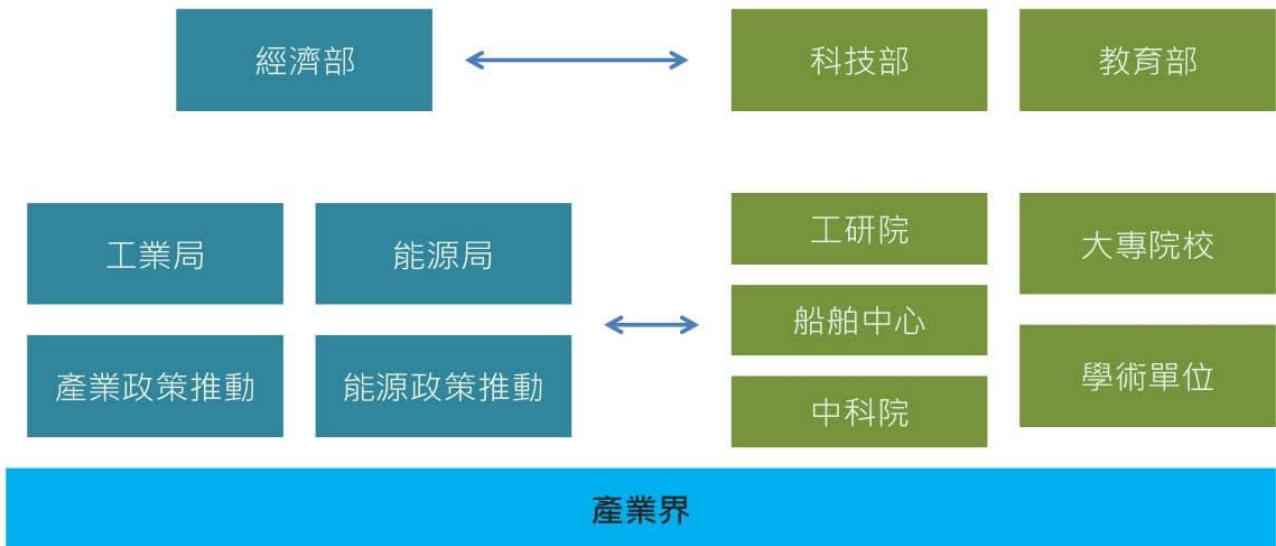 經濟部
科技部
教育部
工業局
能源局
產業政策推動
能源政策推動
工研院
船舶中心
中科院
大專院校
學術單位
產業界